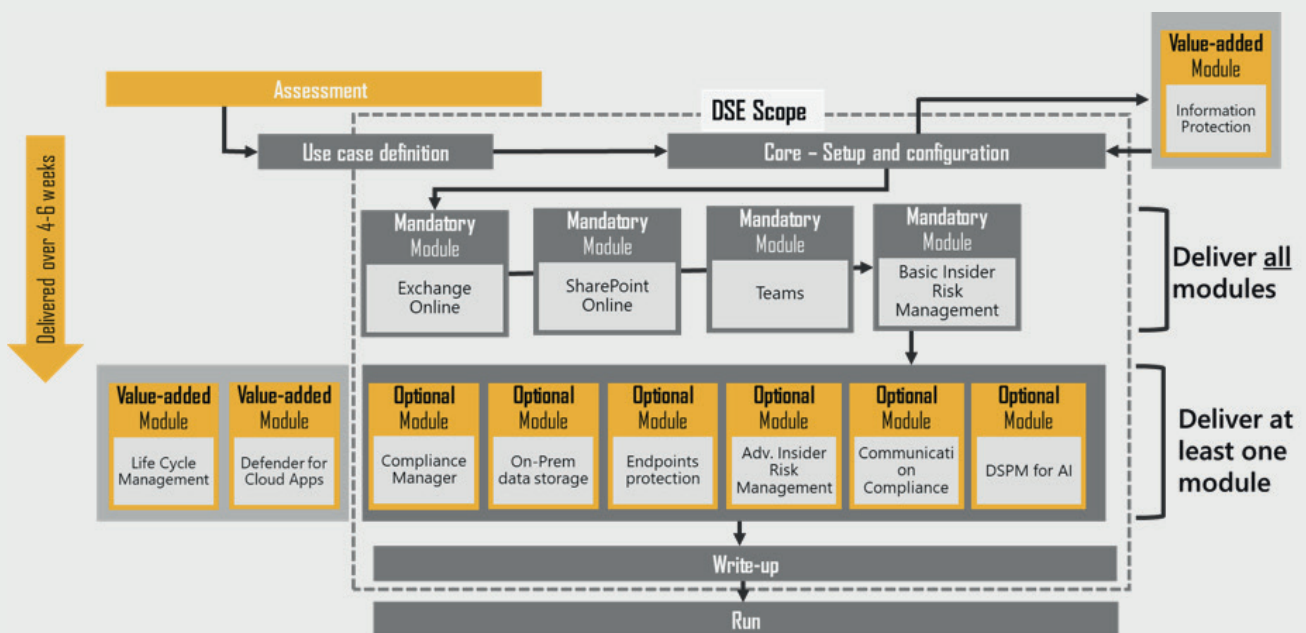 Value-added
Module
Information
Protection
Assessment
DSE Scope
Use case definition
Core – Setup and configuration
Delivered over 4-6 weeks
Mandatory
Module
Exchange
Online
Mandatory
Module
SharePoint
Online
Mandatory
Module
Teams
Mandatory
Module
Basic Insider
Risk
Management
Deliver all
modules
Value-added
Module
Life Cycle
Management
Value-added
Module
Defender for
Cloud Apps
Optional
Module
Compliance
Manager
Optional
Module
On-Prem
data storage
Optional
Module
Endpoints
protection
Optional
Module
Adv. Insider
Risk
Management
Optional
Module
Communicati
on
Compliance
Optional
Module
DSPM for AI
Deliver at
least one
module
Write-up
Run